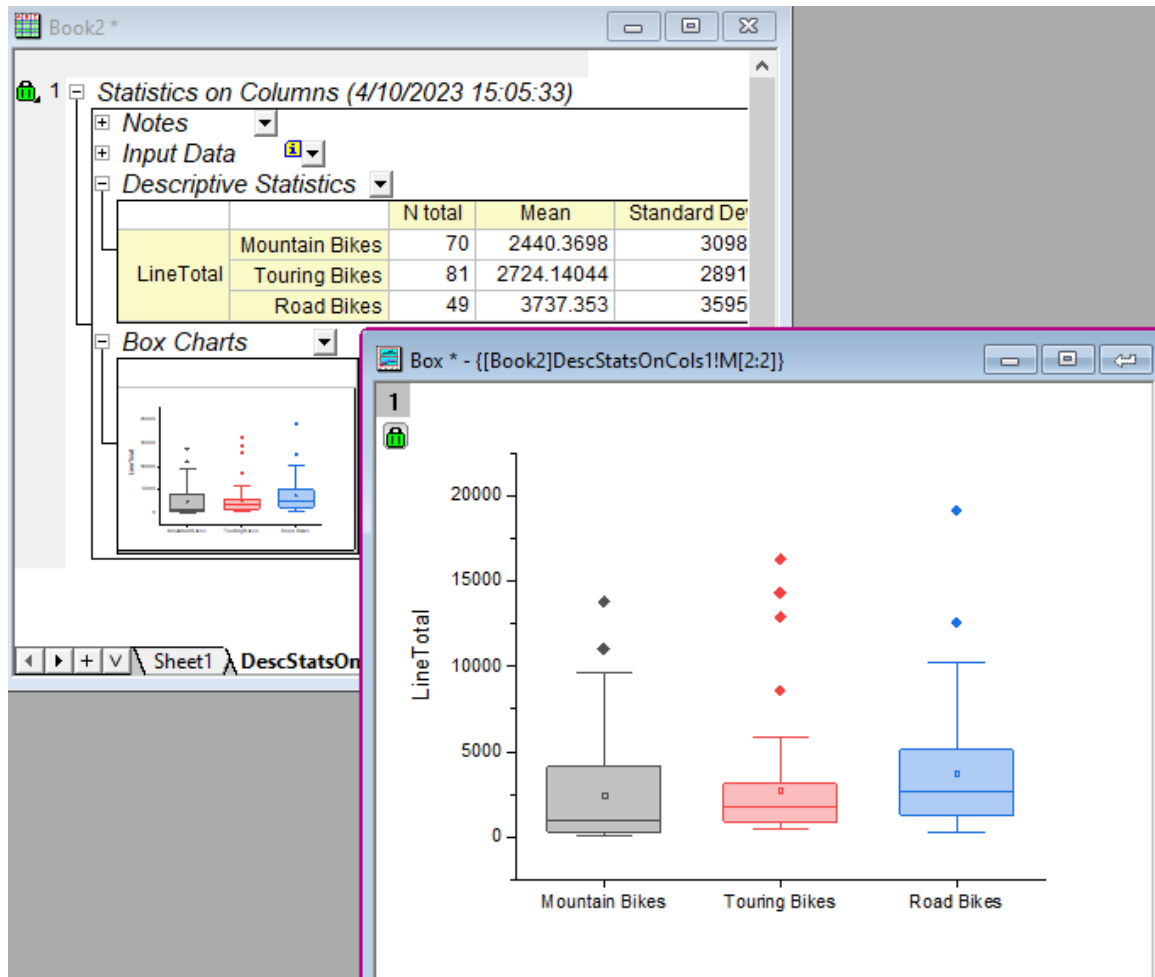 Book2 *
1 Statistics on Columns (4/10/2023 15:05:33)
Notes
Input Data
Descriptive Statistics
N total Mean Standard De
LineTotal
Mountain Bikes 70 2440.3698 3098
Touring Bikes 81 2724.14044 2891
Road Bikes 49 3737.353 3595
Box Charts
Sheet1 DescStatsOn
Box * - {[Book2]DescStatsOnCols1!M[2:2]}
1
LineTotal
20000
15000
10000
5000
0
Mountain Bikes Touring Bikes Road Bikes